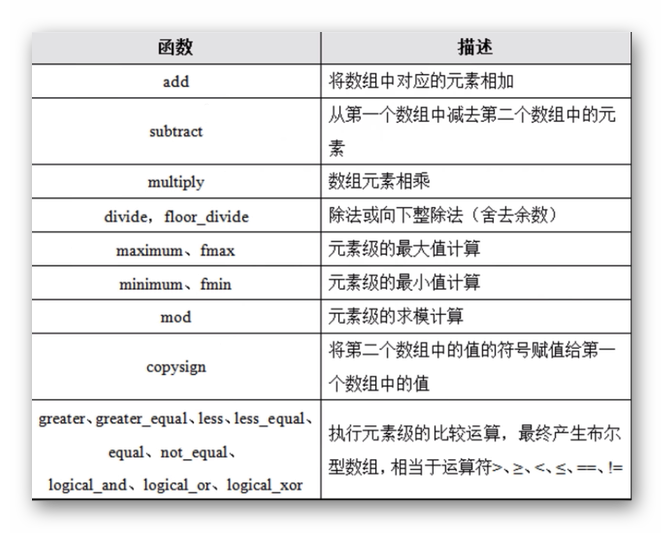 函数 描述
add 将数组中对应的元素相加
subtract 从第一个数组中减去第二个数组中的元
素
multiply 数组元素相乘
divide，floor_divide 除法或向下整除法（舍去余数）
maximum、fmax 元素级的最大值计算
minimum、fmin 元素级的最小值计算
mod 元素级的求模计算
copysign 将第二个数组中的值的符号赋值给第一
个数组中的值
greater、greater_equal、less、less_equal、
equal、not_equal、
logical_and、logical_or、logical_xor
执行元素级的比较运算，最终产生布尔
型数组，相当于运算符>、≥、<、≤、==、!=